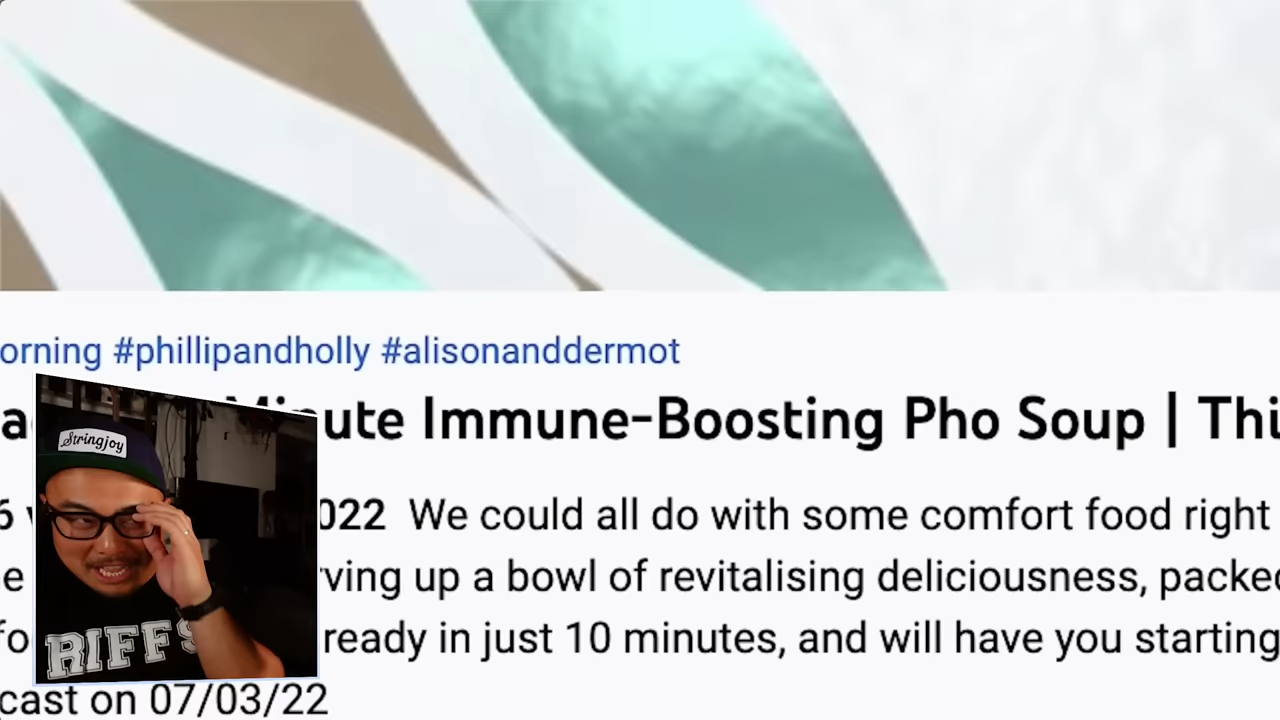 orning #phillipandholly #alisonanddermot
Minute Immune-Boosting Pho Soup | Thi
022 We could all do with some comfort food right
rving up a bowl of revitalising deliciousness, packed
ready in just 10 minutes, and will have you starting
cast on 07/03/22
Stringjoy
RIFFS